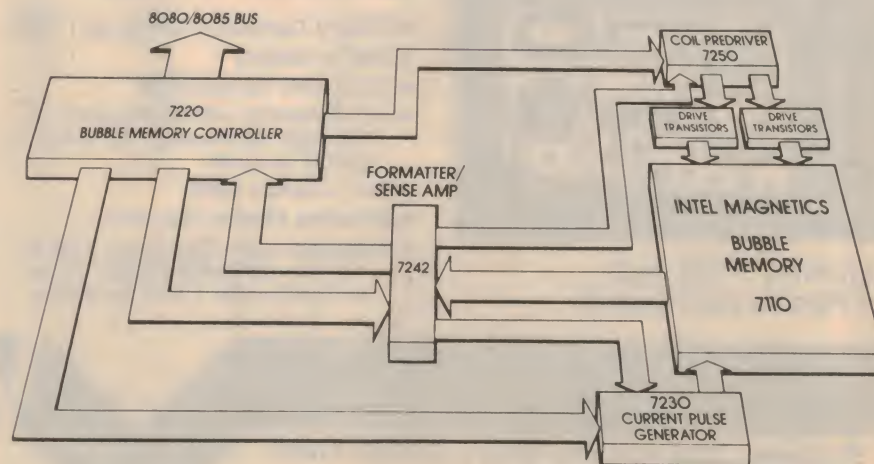 8080/8085 BUS
7220
BUBBLE MEMORY CONTROLLER
COIL PREDRIVER
7250
DRIVE
TRANSISTORS
DRIVE
TRANSISTORS
FORMATTER/
SENSE AMP
7242
INTEL MAGNETICS
BUBBLE
MEMORY
7110
7230
CURRENT PULSE
GENERATOR